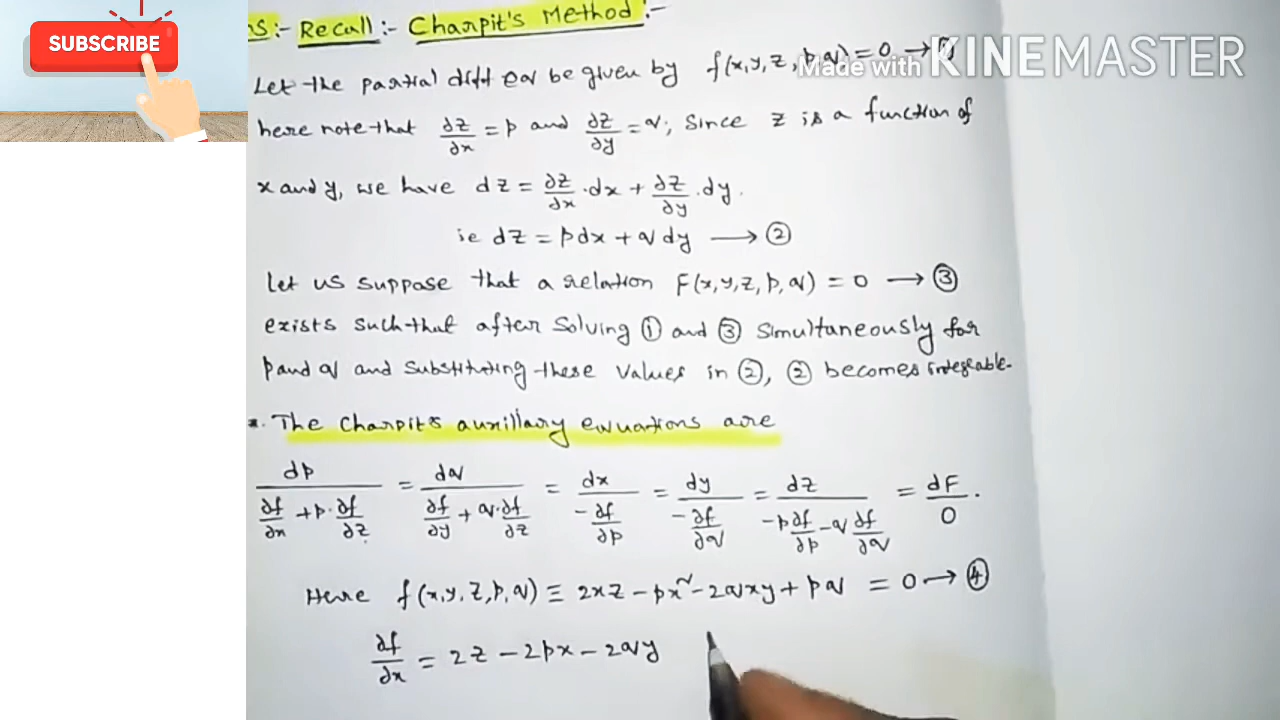 SUBSCRIBE
Made with KINEMASTER
S:- Recall:- Charpit's Method:-
Let the partial diff eq be given by f(x,y,z,p,q)=0 →①
here note that ∂z/∂x = p and ∂z/∂y = q, Since z is a function of
x and y, we have dz = ∂z/∂x · dx + ∂z/∂y . dy.
ie dz = pdx + q dy → ②
Let us suppose that a relation F(x,y,z,p,q) = 0 → ③
exists such that after solving ① and ③ simultaneously for
p and q and substituting these values in ②, ② becomes integrable.
*. The Charpit's auxillary equations are
dp/(∂f/∂x + p·∂f/∂z) = dq/(∂f/∂y + q·∂f/∂z) = dx/(-∂f/∂p) = dy/(-∂f/∂q) = dz/(-p∂f/∂p - q∂f/∂q) = dF/0.
Here f(x,y,z,p,q) ≡ 2xz - px² - 2qxy + pq = 0 → ④
∂f/∂x = 2z - 2px - 2qy